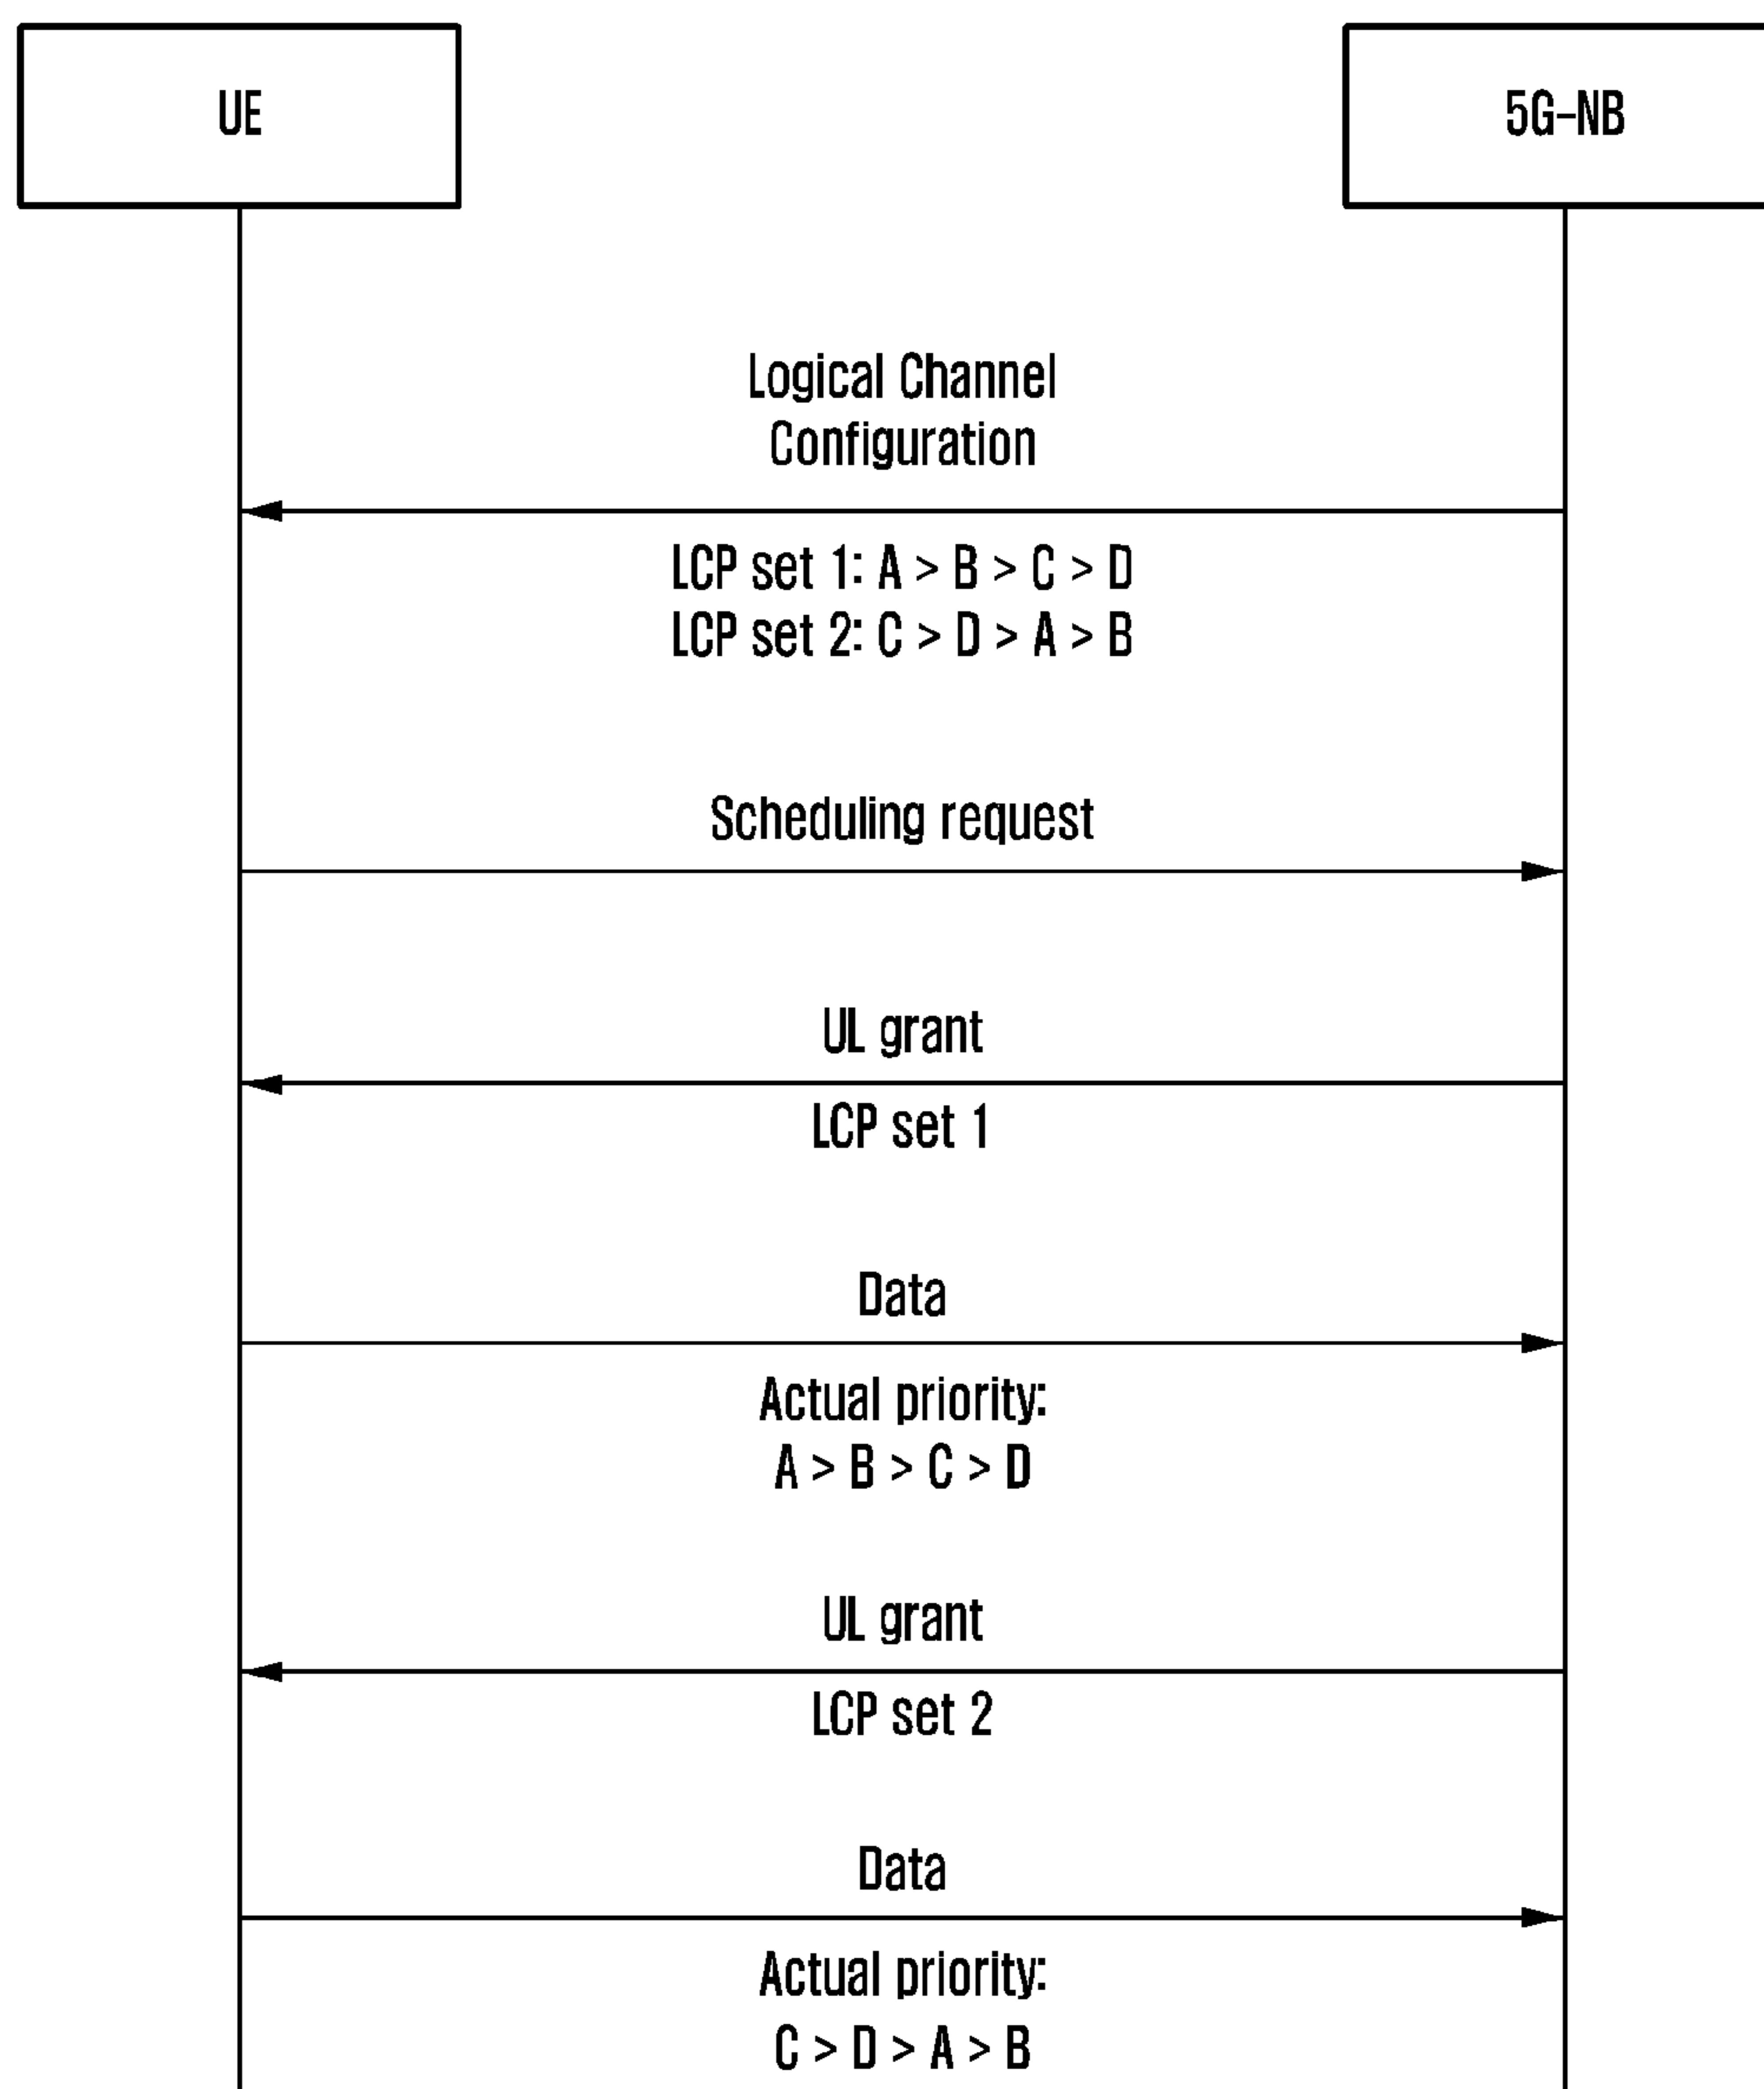 UE
5G-NB
Logical Channel
Configuration
LCP set 1: A > B > C > D
LCP set 2: C > D > A > B
Scheduling request
UL grant
LCP set 1
Data
Actual priority:
A > B > C > D
UL grant
LCP set 2
Data
Actual priority:
C > D > A > B